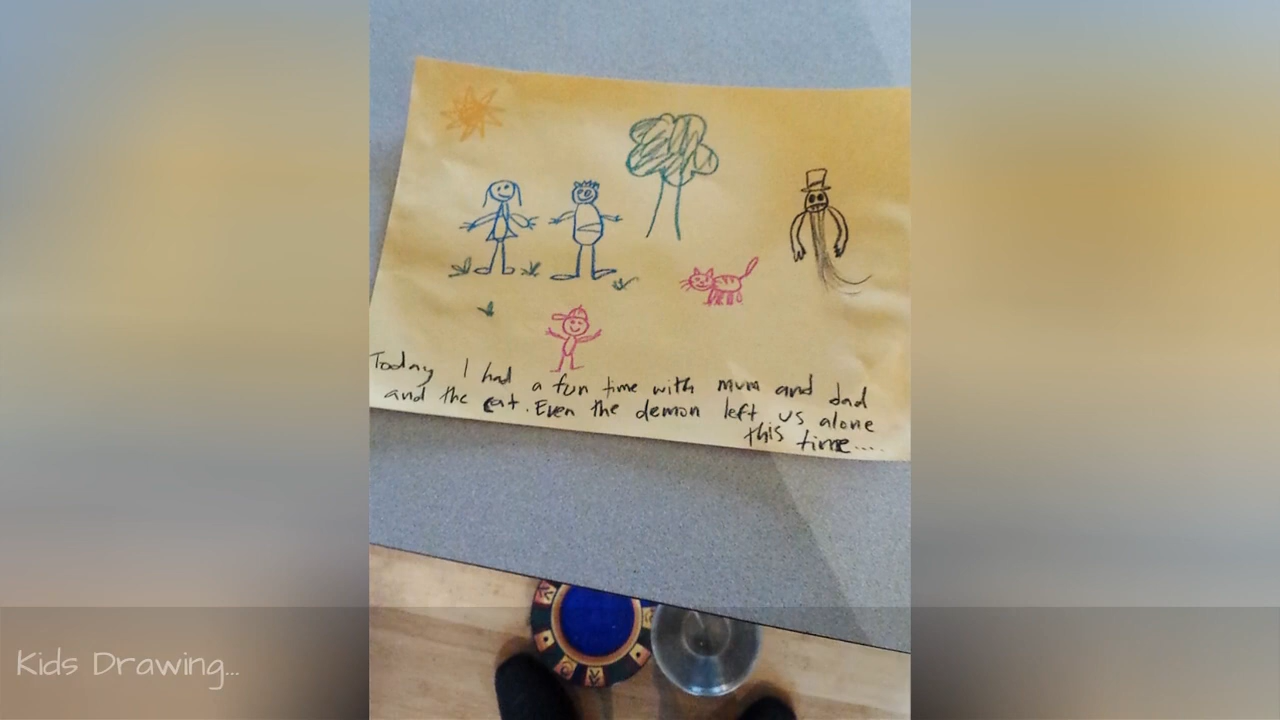 Today I had a fun time with mum and dad
and the cat. Even the demon left us alone
this time....
Kids Drawing...